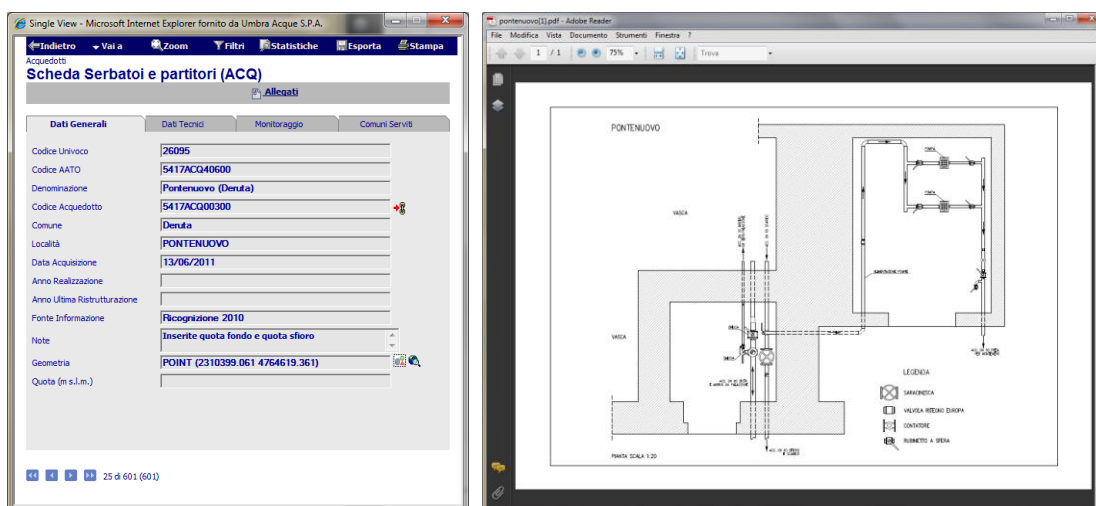 Single View - Microsoft Internet Explorer fornito da Umbra Acque S.P.A.
Indietro Vai a Zoom Filtri Statistiche Esporta Stampa
Acquedotti
Scheda Serbatoi e partitori (ACQ)
Allegati
Dati Generali Dati Tecnici Monitoraggio Comuni Serviti
Codice Univoco 26095
Codice AATO 5417ACQ40600
Denominazione Pontenuovo (Deruta)
Codice Acquedotto 5417ACQ00300
Comune Deruta
Località PONTENUOVO
Data Acquisizione 13/06/2011
Anno Realizzazione
Anno Ultima Ristrutturazione
Fonte Informazione Ricognizione 2010
Note Inserite quota fondo e quota sfioro
Geometria POINT (2310399.061 4764619.361)
Quota (m s.l.m.)
25 di 601 (601)
pontenuovo[1].pdf - Adobe Reader
File Modifica Vista Documento Strumenti Finestra ?
1 / 1 75% Trova
PONTENUOVO
POMPA
POMPA
VASCA
ALIMENTAZIONE POMPE
VASCA
LEGENDA
SARACINESCA
VALVOLA RITEGNO EUROPA
CONTATORE
RUBINETTO A SFERA
PIANTA SCALA 1:20